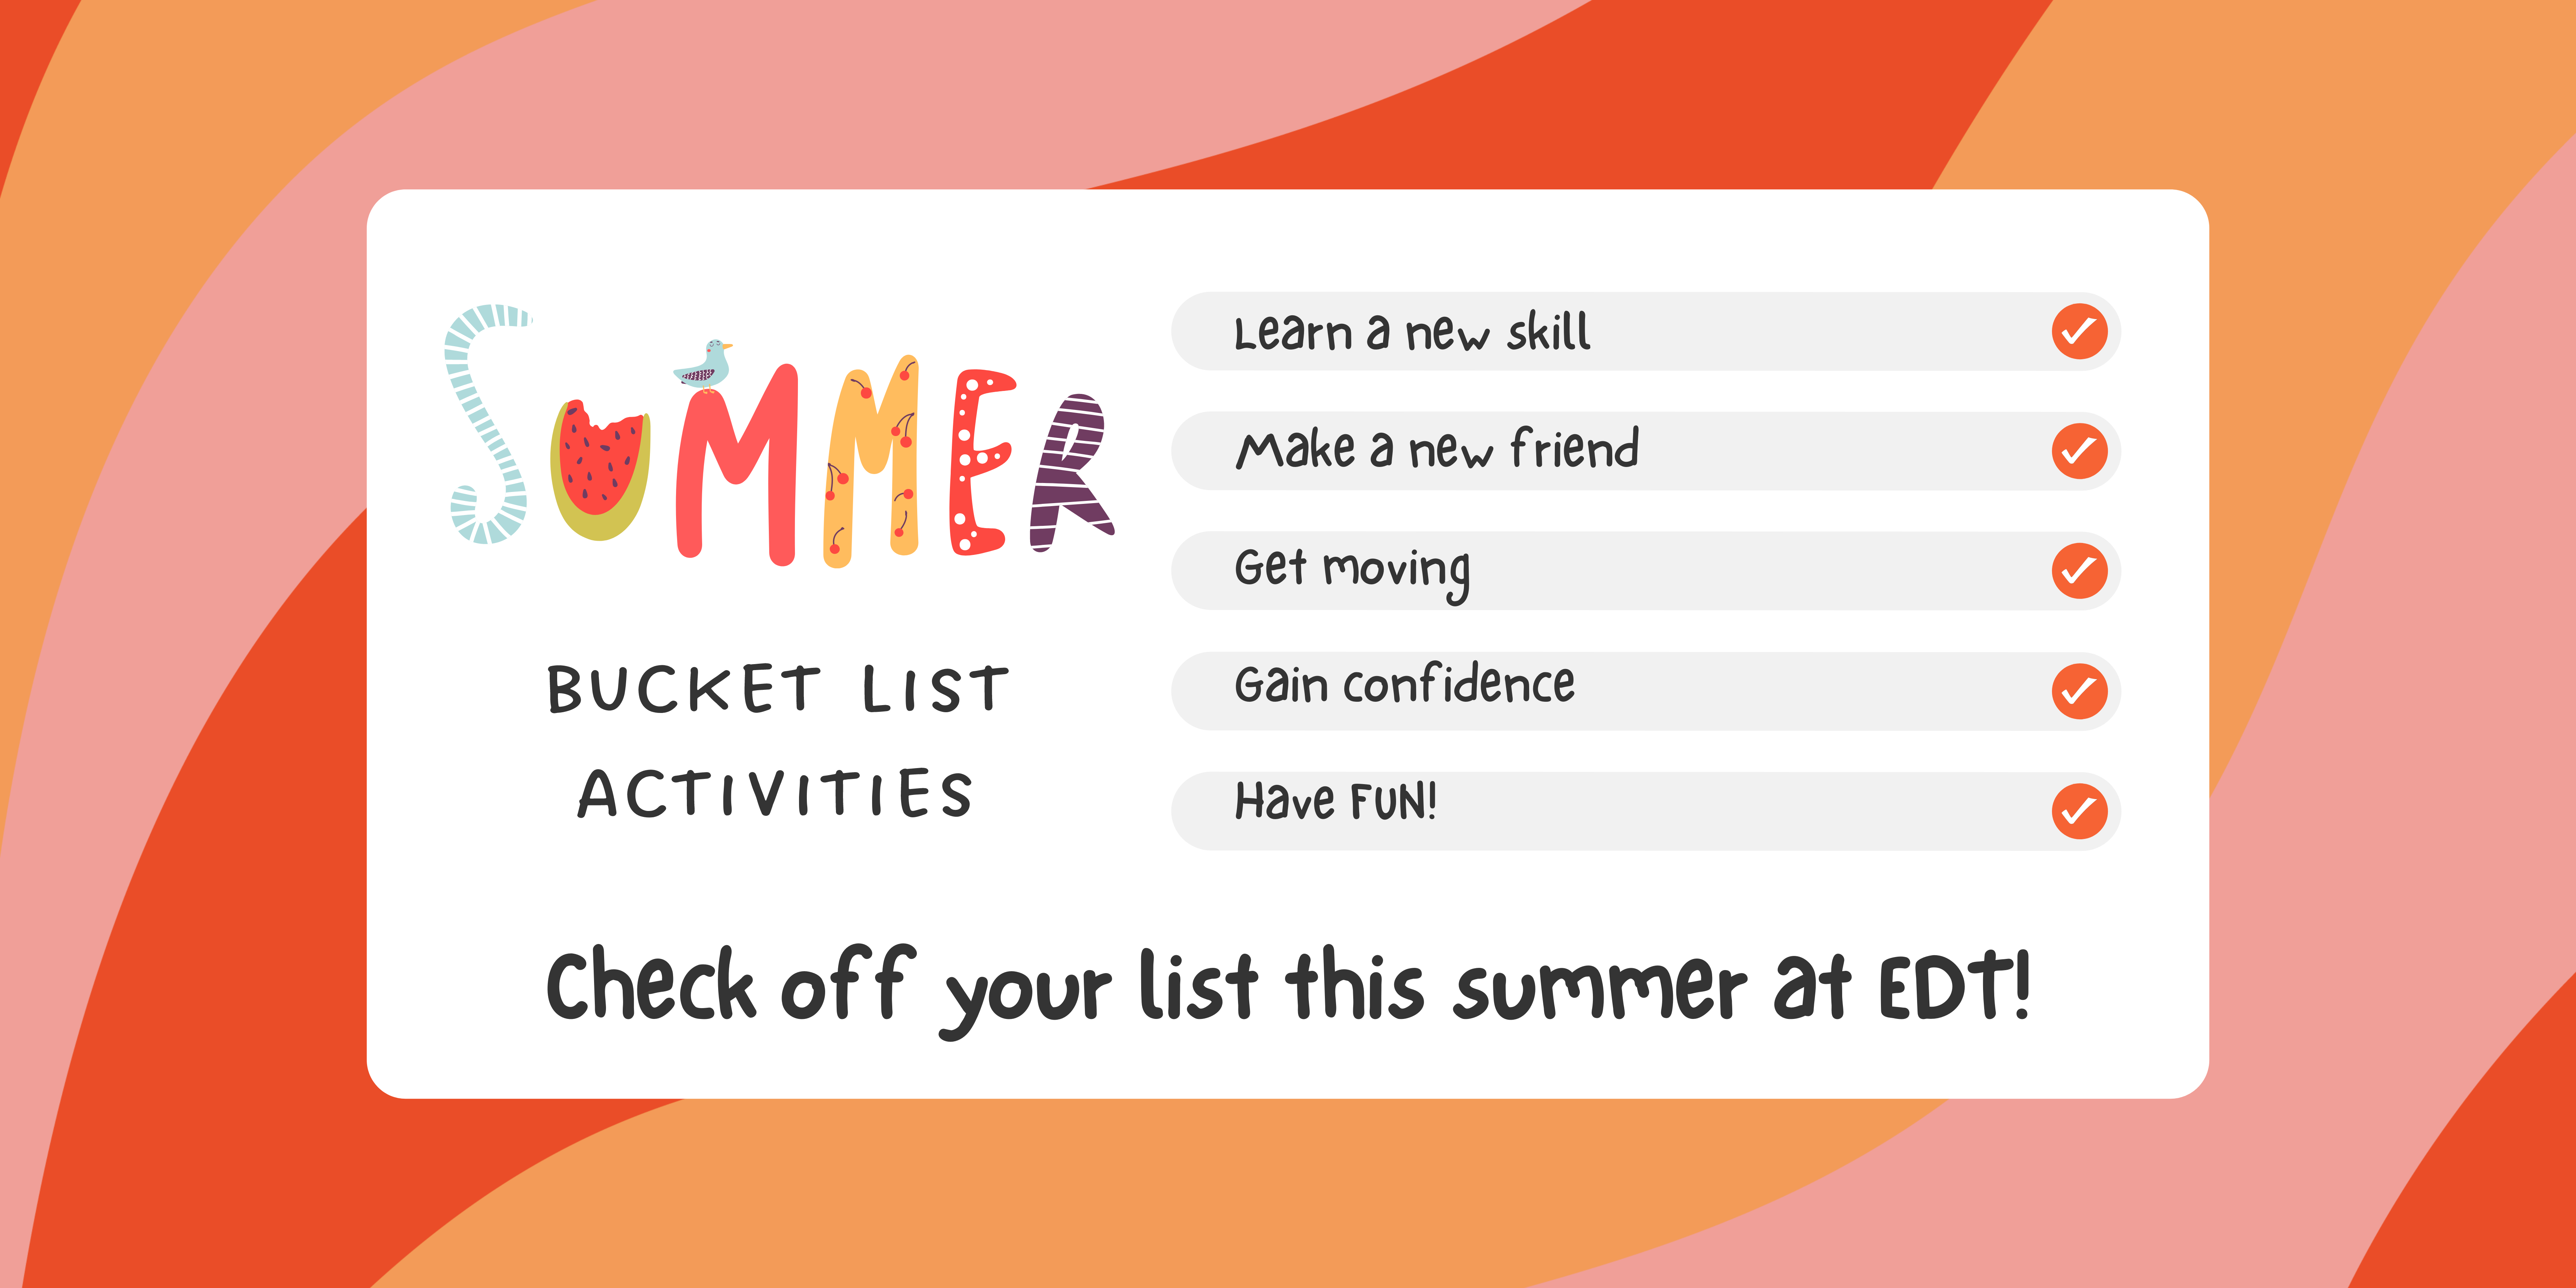 SUMMER
BUCKET LIST
ACTIVITIES
Learn a new skill
Make a new friend
Get moving
Gain confidence
Have FUN!
Check off your list this summer at EDT!